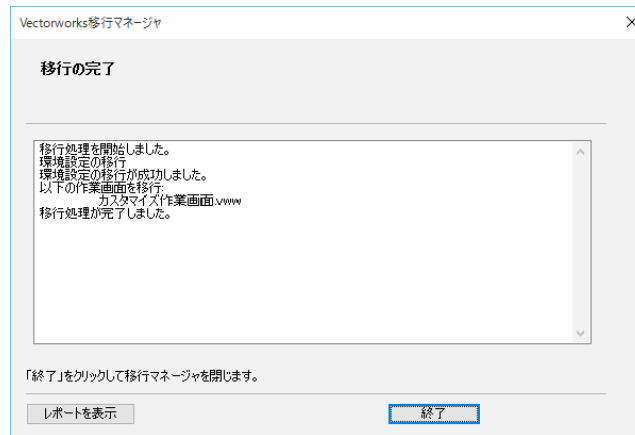 Vectorworks移行マネージャ
移行の完了
移行処理を開始しました。
環境設定の移行
環境設定の移行が成功しました。
以下の作業画面を移行:
カスタマイズ作業画面.vww
移行処理が完了しました。
「終了」をクリックして移行マネージャを閉じます。
レポートを表示
終了